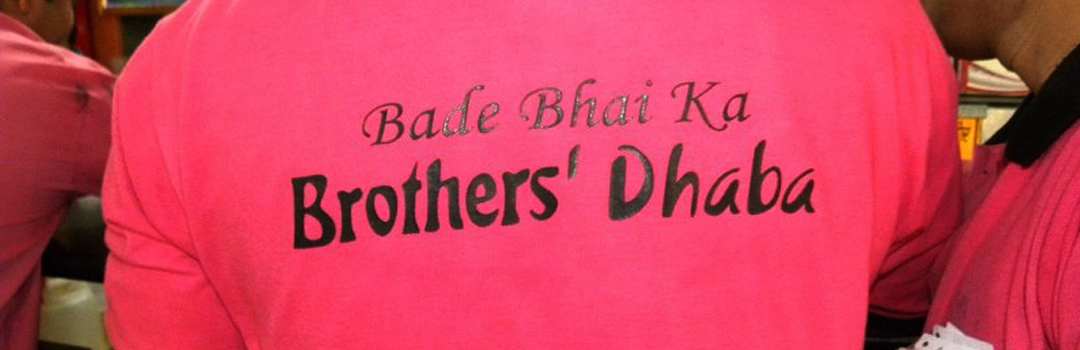 Bade Bhai Ka
Brothers' Dhaba